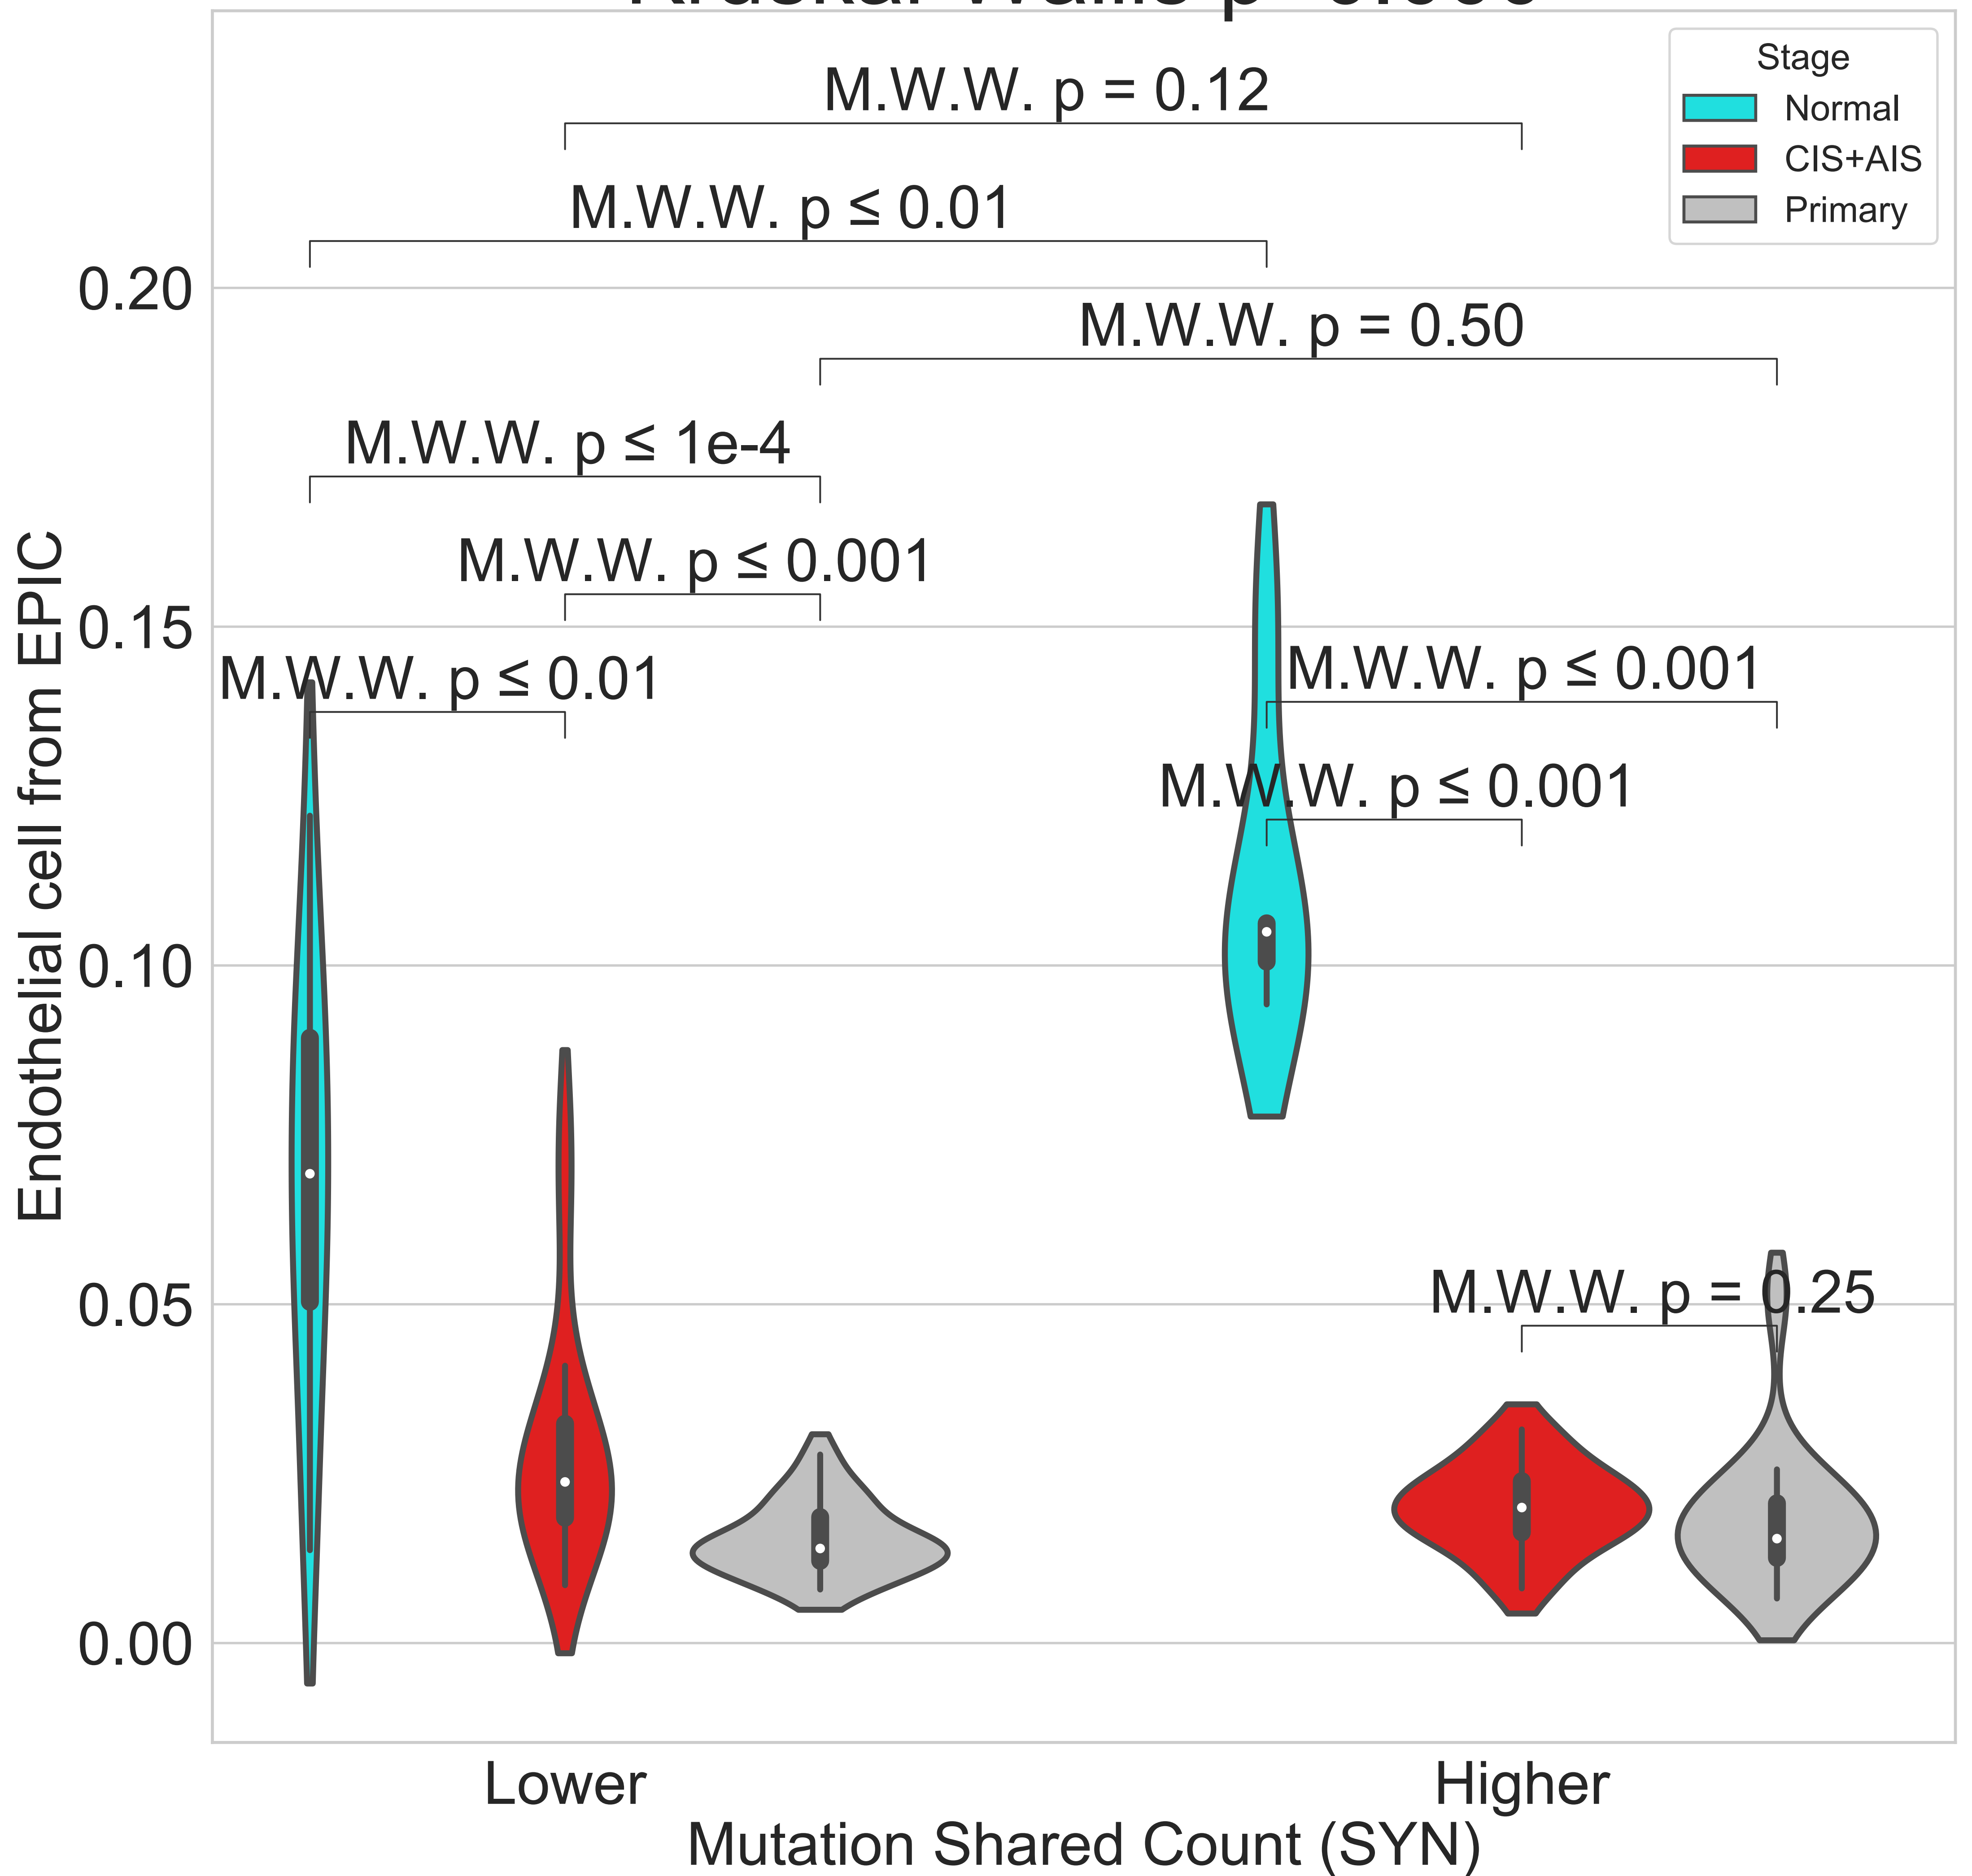 Stage
Normal
CIS+AIS
Primary
M.W.W. p = 0.12
M.W.W. p ≤ 0.01
M.W.W. p = 0.50
M.W.W. p ≤ 1e-4
M.W.W. p ≤ 0.001
M.W.W. p ≤ 0.01
M.W.W. p ≤ 0.001
M.W.W. p ≤ 0.001
M.W.W. p = 0.25
Endothelial cell from EPIC
0.20
0.15
0.10
0.05
0.00
Lower
Higher
Mutation Shared Count (SYN)